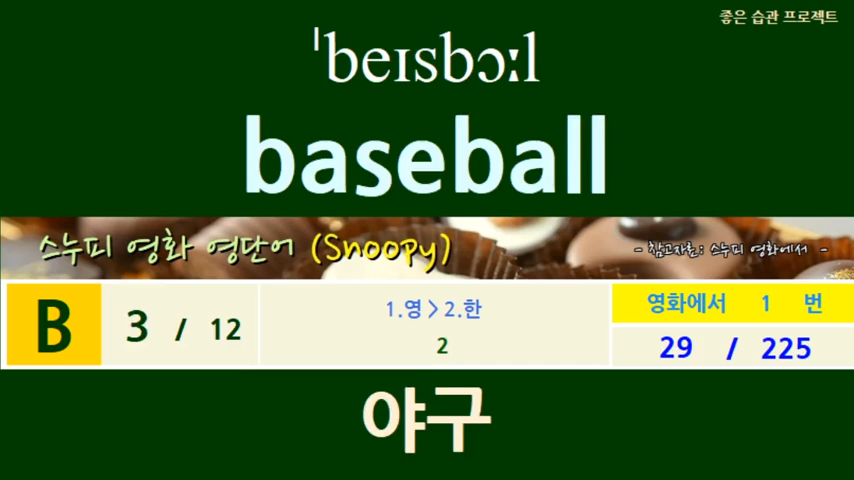 좋은 습관 프로젝트
ˈbeɪsbɔːl
baseball
스누피 영화 영단어 (Snoopy)
- 참고자료: 스누피 영화에서 -
B 3 / 12
1.영 > 2.한
2
영화에서 1 번
29 / 225
야구